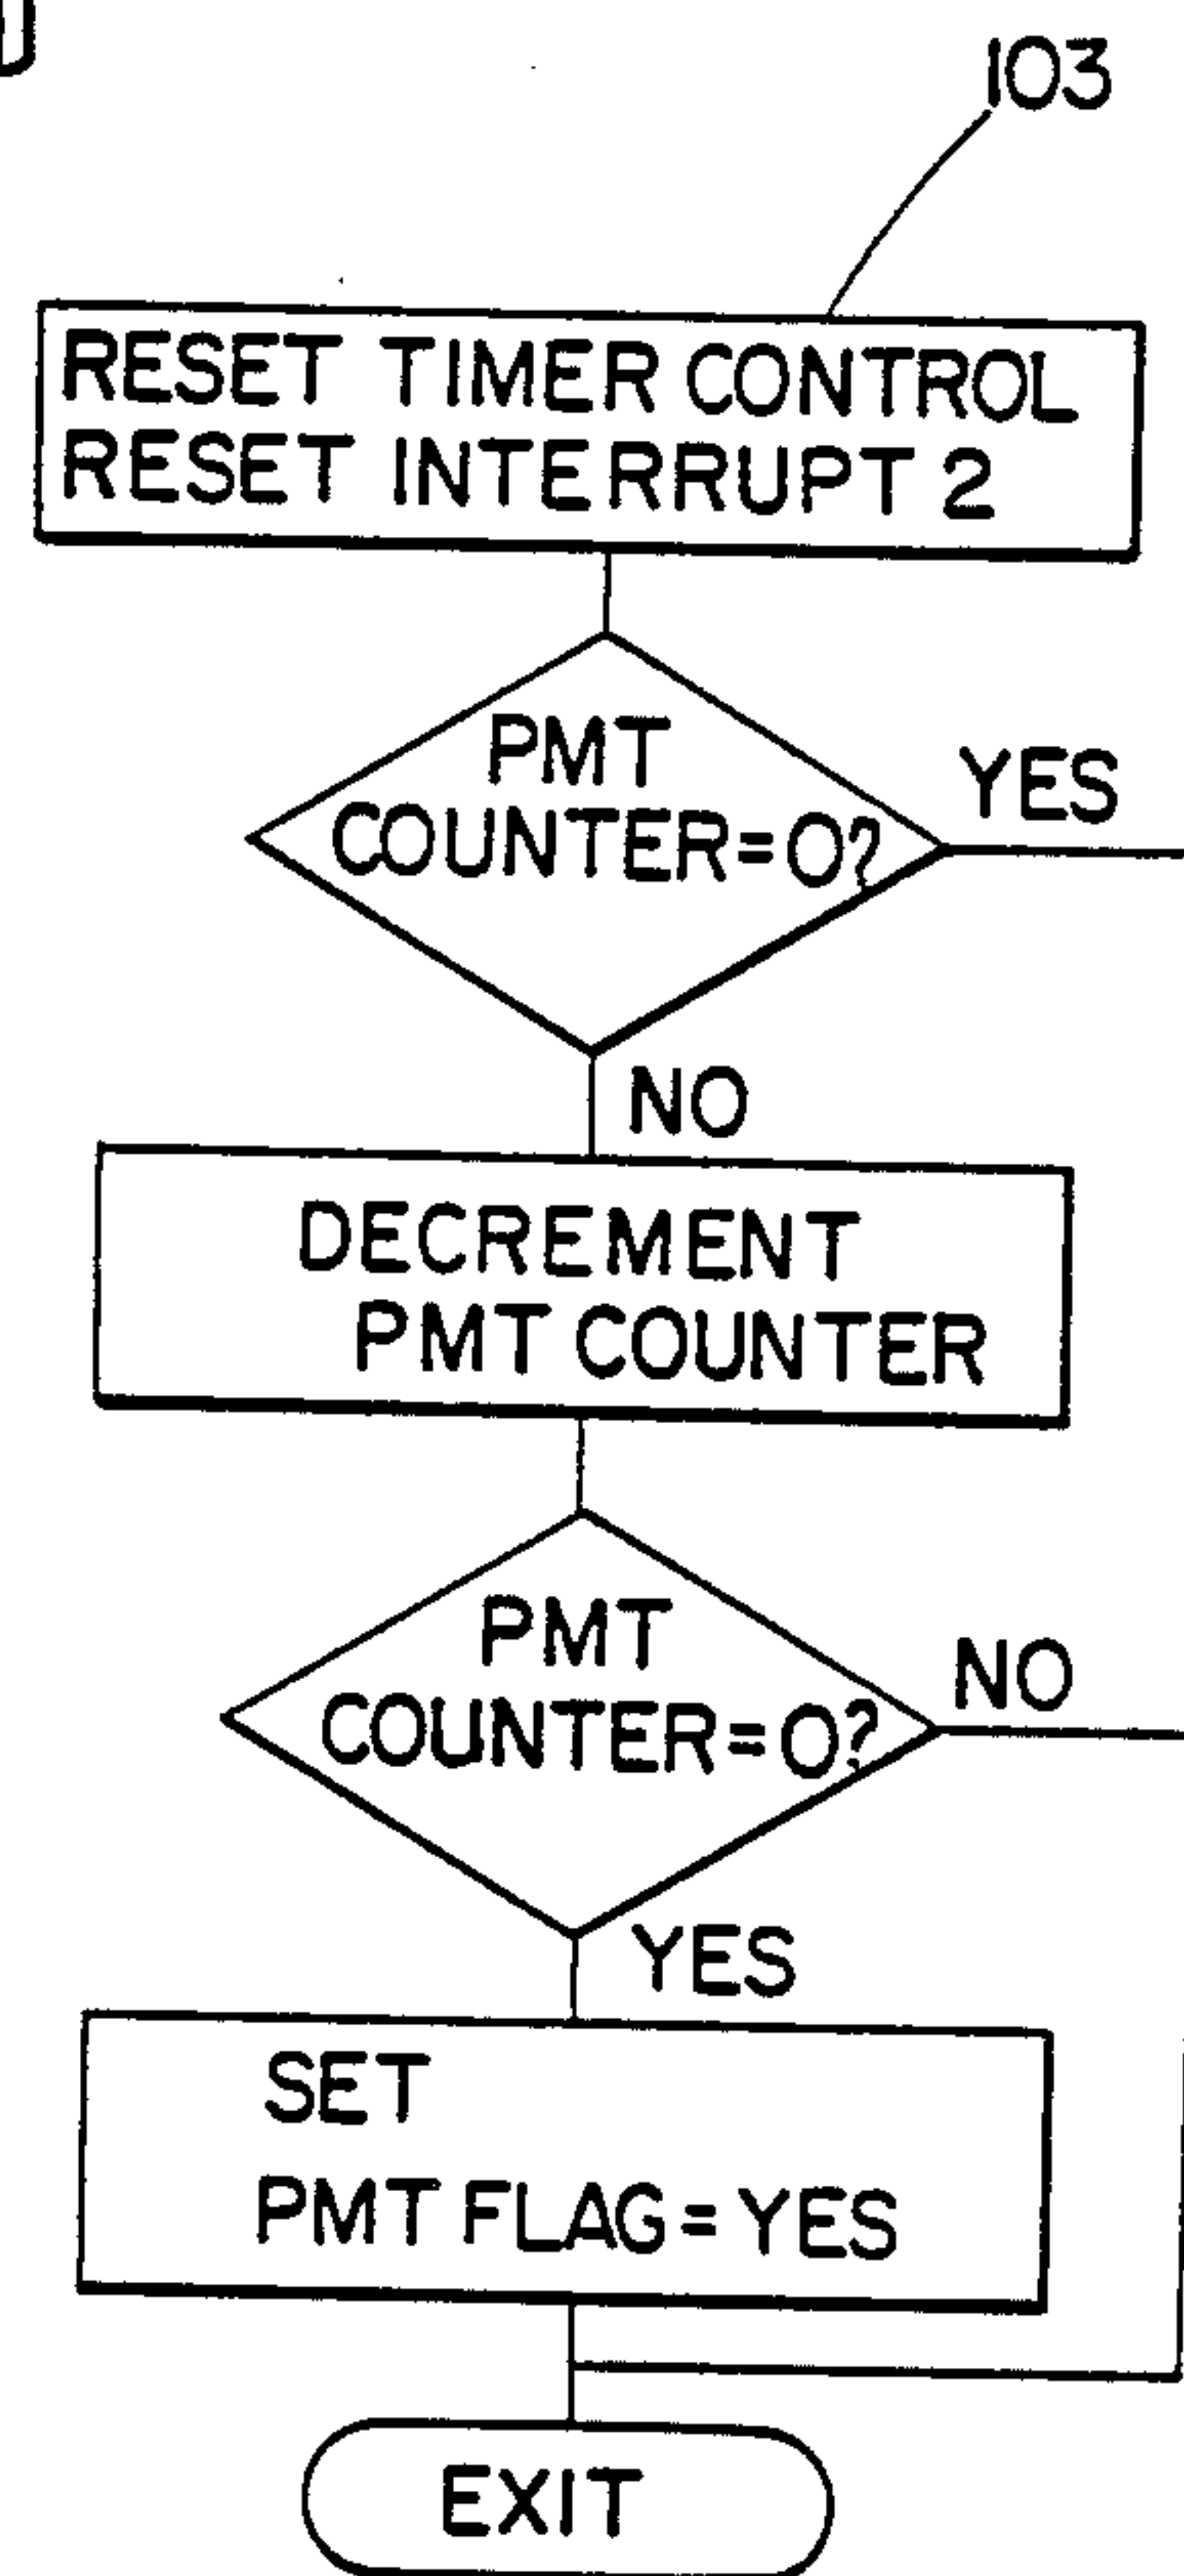 103
RESET TIMER CONTROL
RESET INTERRUPT 2
PMT
COUNTER=0?
YES
NO
DECREMENT
PMT COUNTER
PMT
COUNTER=0?
NO
YES
SET
PMT FLAG=YES
EXIT